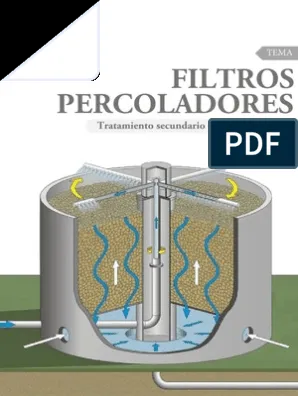 TEMA
FILTROS
PERCOLADORES
Tratamiento secundario
PDF